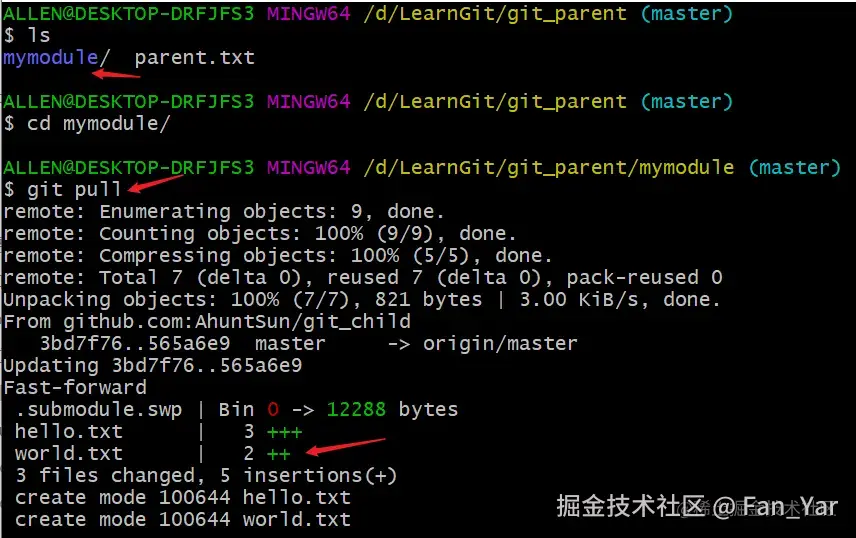 ALLEN@DESKTOP-DRFJFS3 MINGW64 /d/LearnGit/git_parent (master)
$ ls
mymodule/  parent.txt
ALLEN@DESKTOP-DRFJFS3 MINGW64 /d/LearnGit/git_parent (master)
$ cd mymodule/
ALLEN@DESKTOP-DRFJFS3 MINGW64 /d/LearnGit/git_parent/mymodule (master)
$ git pull
remote: Enumerating objects: 9, done.
remote: Counting objects: 100% (9/9), done.
remote: Compressing objects: 100% (5/5), done.
remote: Total 7 (delta 0), reused 7 (delta 0), pack-reused 0
Unpacking objects: 100% (7/7), 821 bytes | 3.00 KiB/s, done.
From github.com:AhuntSun/git_child
   3bd7f76..565a6e9  master     -> origin/master
Updating 3bd7f76..565a6e9
Fast-forward
 .submodule.swp | Bin 0 -> 12288 bytes
 hello.txt      |   3 +++
 world.txt      |   2 ++
 3 files changed, 5 insertions(+)
 create mode 100644 hello.txt
 create mode 100644 world.txt
掘金技术社区 @ Fan_Yar